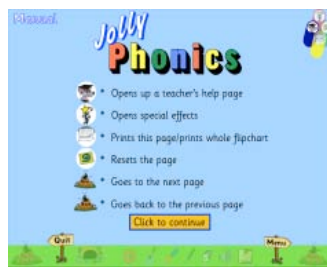 Manual
Jolly
Phonics
* Opens up a teacher's help page
* Opens special effects
* Prints this page/prints whole flipchart
* Resets the page
* Goes to the next page
* Goes back to the previous page
Click to continue
Quit
Menu